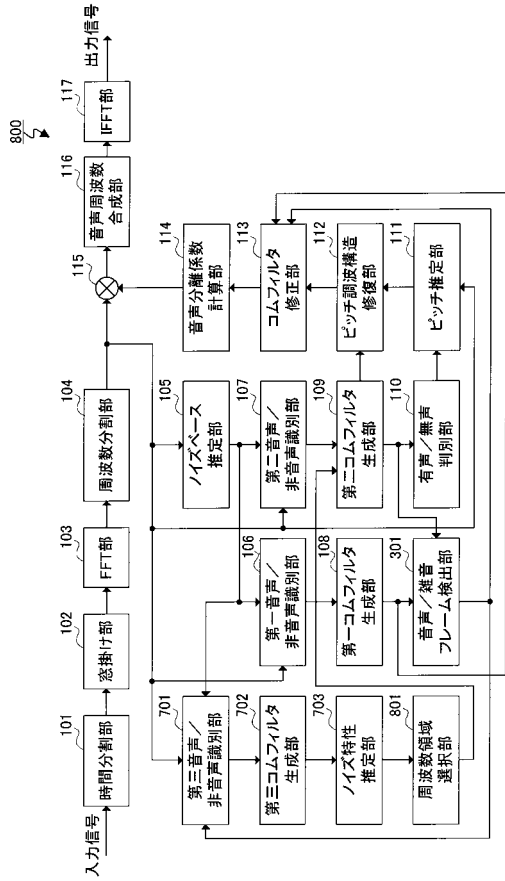 800
入力信号
101
時間分割部
102
窓掛け部
103
FFT部
104
周波数分割部
115
116
音声周波数
合成部
117
IFFT部
出力信号
701
第三音声/
非音声識別部
106
第一音声/
非音声識別部
105
ノイズベース
推定部
107
第二音声/
非音声識別部
114
音声分離係数
計算部
113
コムフィルタ
修正部
702
第三コムフィルタ
生成部
108
第一コムフィルタ
生成部
109
第二コムフィルタ
生成部
112
ピッチ調波構造
修復部
703
ノイズ特性
推定部
301
音声/雑音
フレーム検出部
110
有声/無声
判別部
111
ピッチ推定部
801
周波数領域
選択部